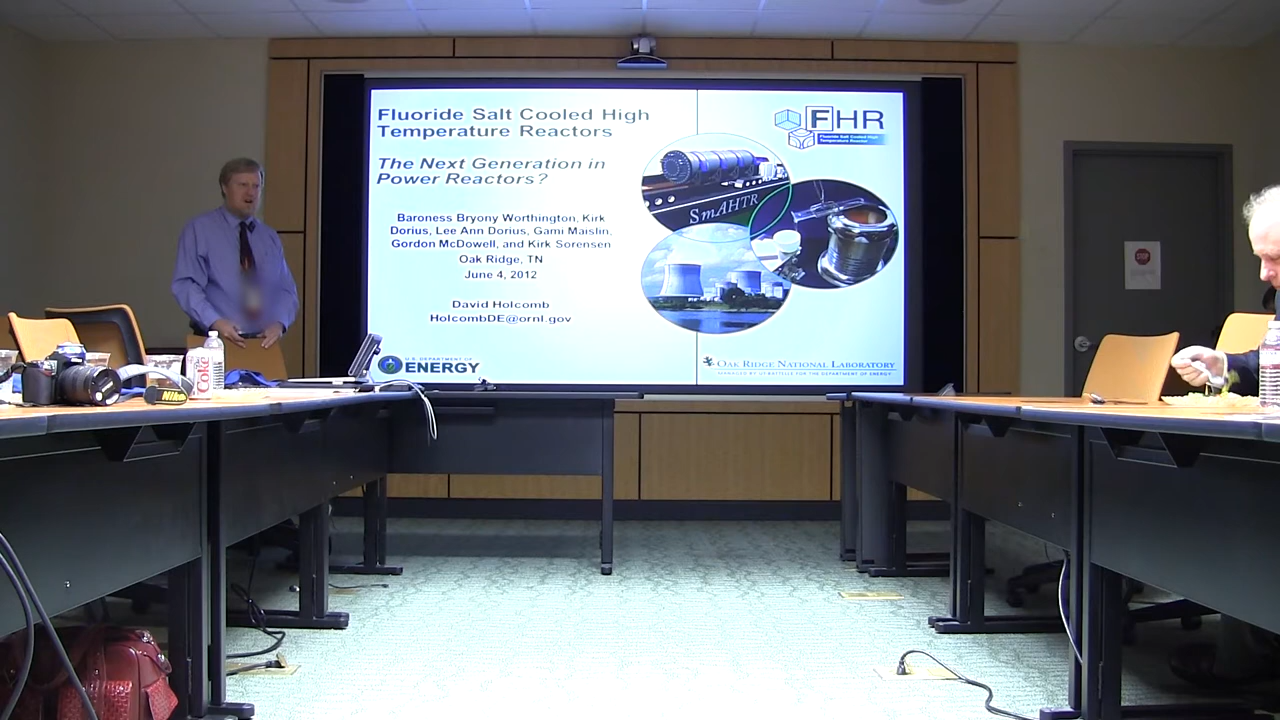 Fluoride Salt Cooled High
Temperature Reactors
The Next Generation in
Power Reactors?
Baroness Bryony Worthington, Kirk
Dorius, Lee Ann Dorius, Gami Maislin,
Gordon McDowell, and Kirk Sorensen
Oak Ridge, TN
June 4, 2012
David Holcomb
HolcombDE@ornl.gov
U.S. DEPARTMENT OF
ENERGY
FHR
Fluoride Salt Cooled High
Temperature Reactor
SmAHTR
OAK RIDGE NATIONAL LABORATORY
MANAGED BY UT-BATTELLE FOR THE DEPARTMENT OF ENERGY
STOP
Coke
Nikon